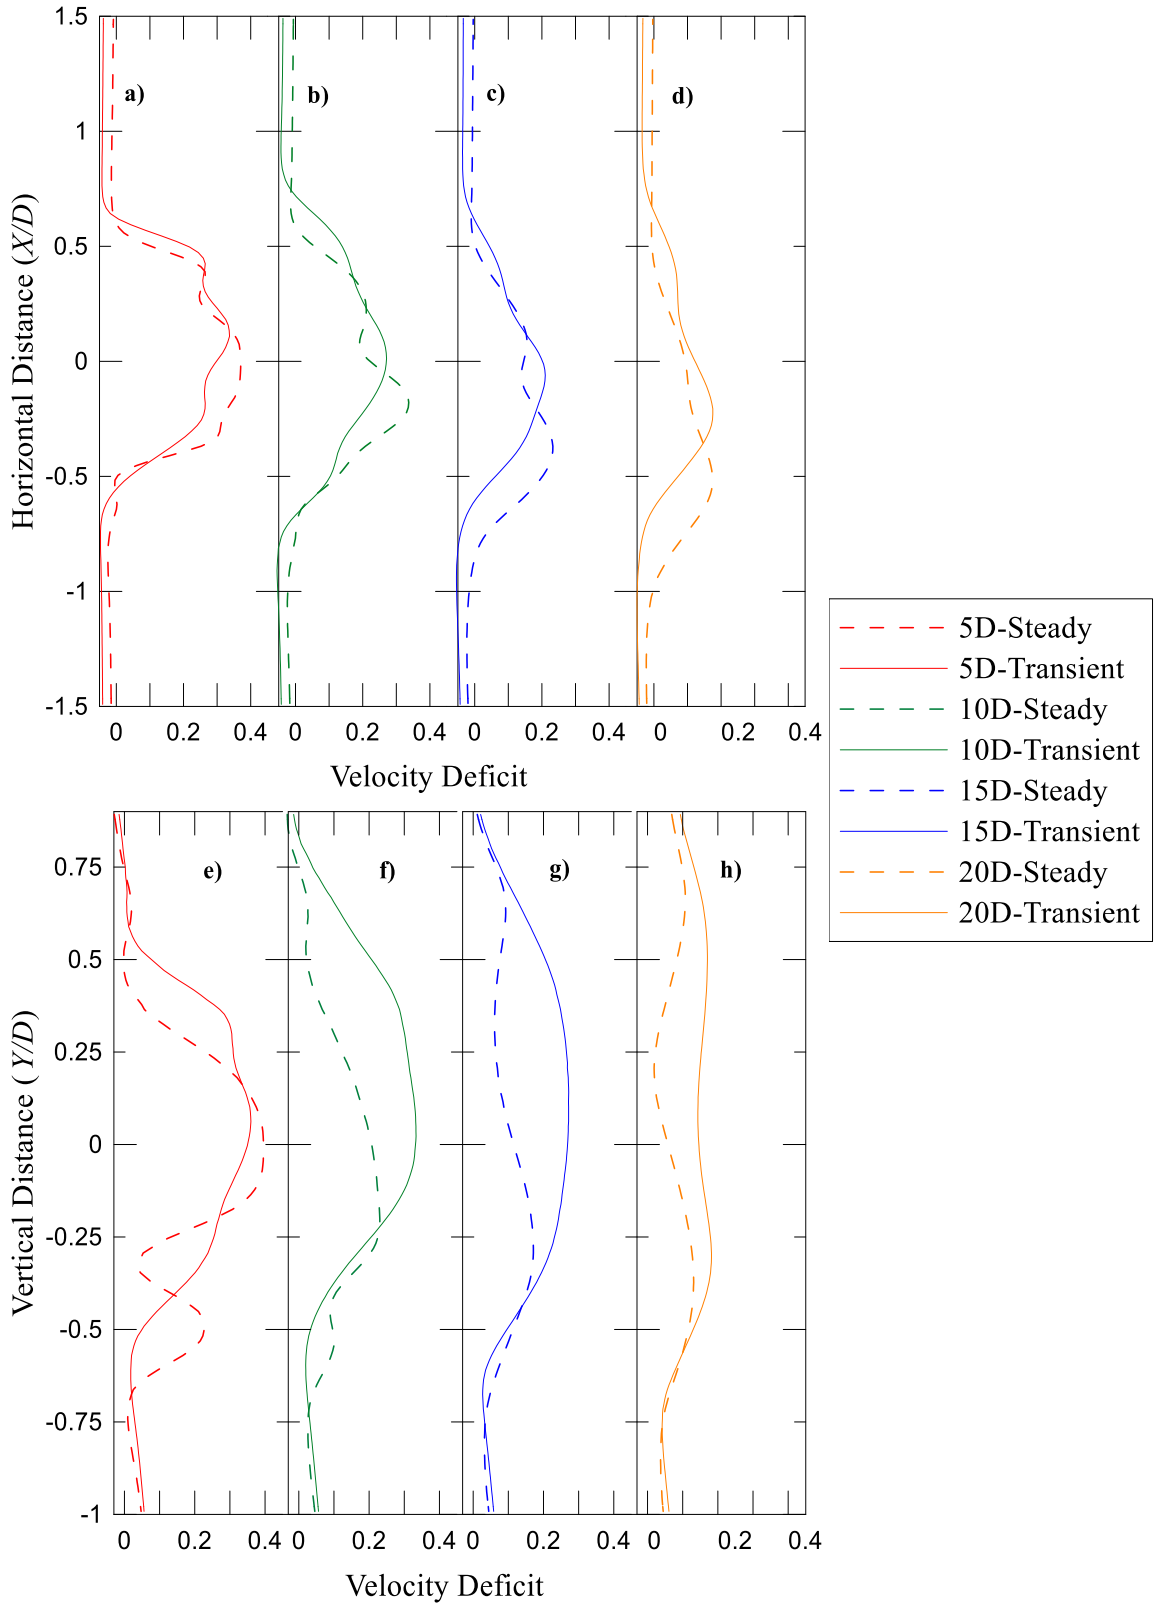 1.5
1
0.5
0
-0.5
-1
-1.5
Horizontal Distance (X/D)
a)
b)
c)
d)
0 0.2 0.4 0 0.2 0.4 0 0.2 0.4 0 0.2 0.4
Velocity Deficit
5D-Steady
5D-Transient
10D-Steady
10D-Transient
15D-Steady
15D-Transient
20D-Steady
20D-Transient
0.75
0.5
0.25
0
-0.25
-0.5
-0.75
-1
Vertical Distance (Y/D)
e)
f)
g)
h)
0 0.2 0.4 0 0.2 0.4 0 0.2 0.4 0 0.2 0.4
Velocity Deficit